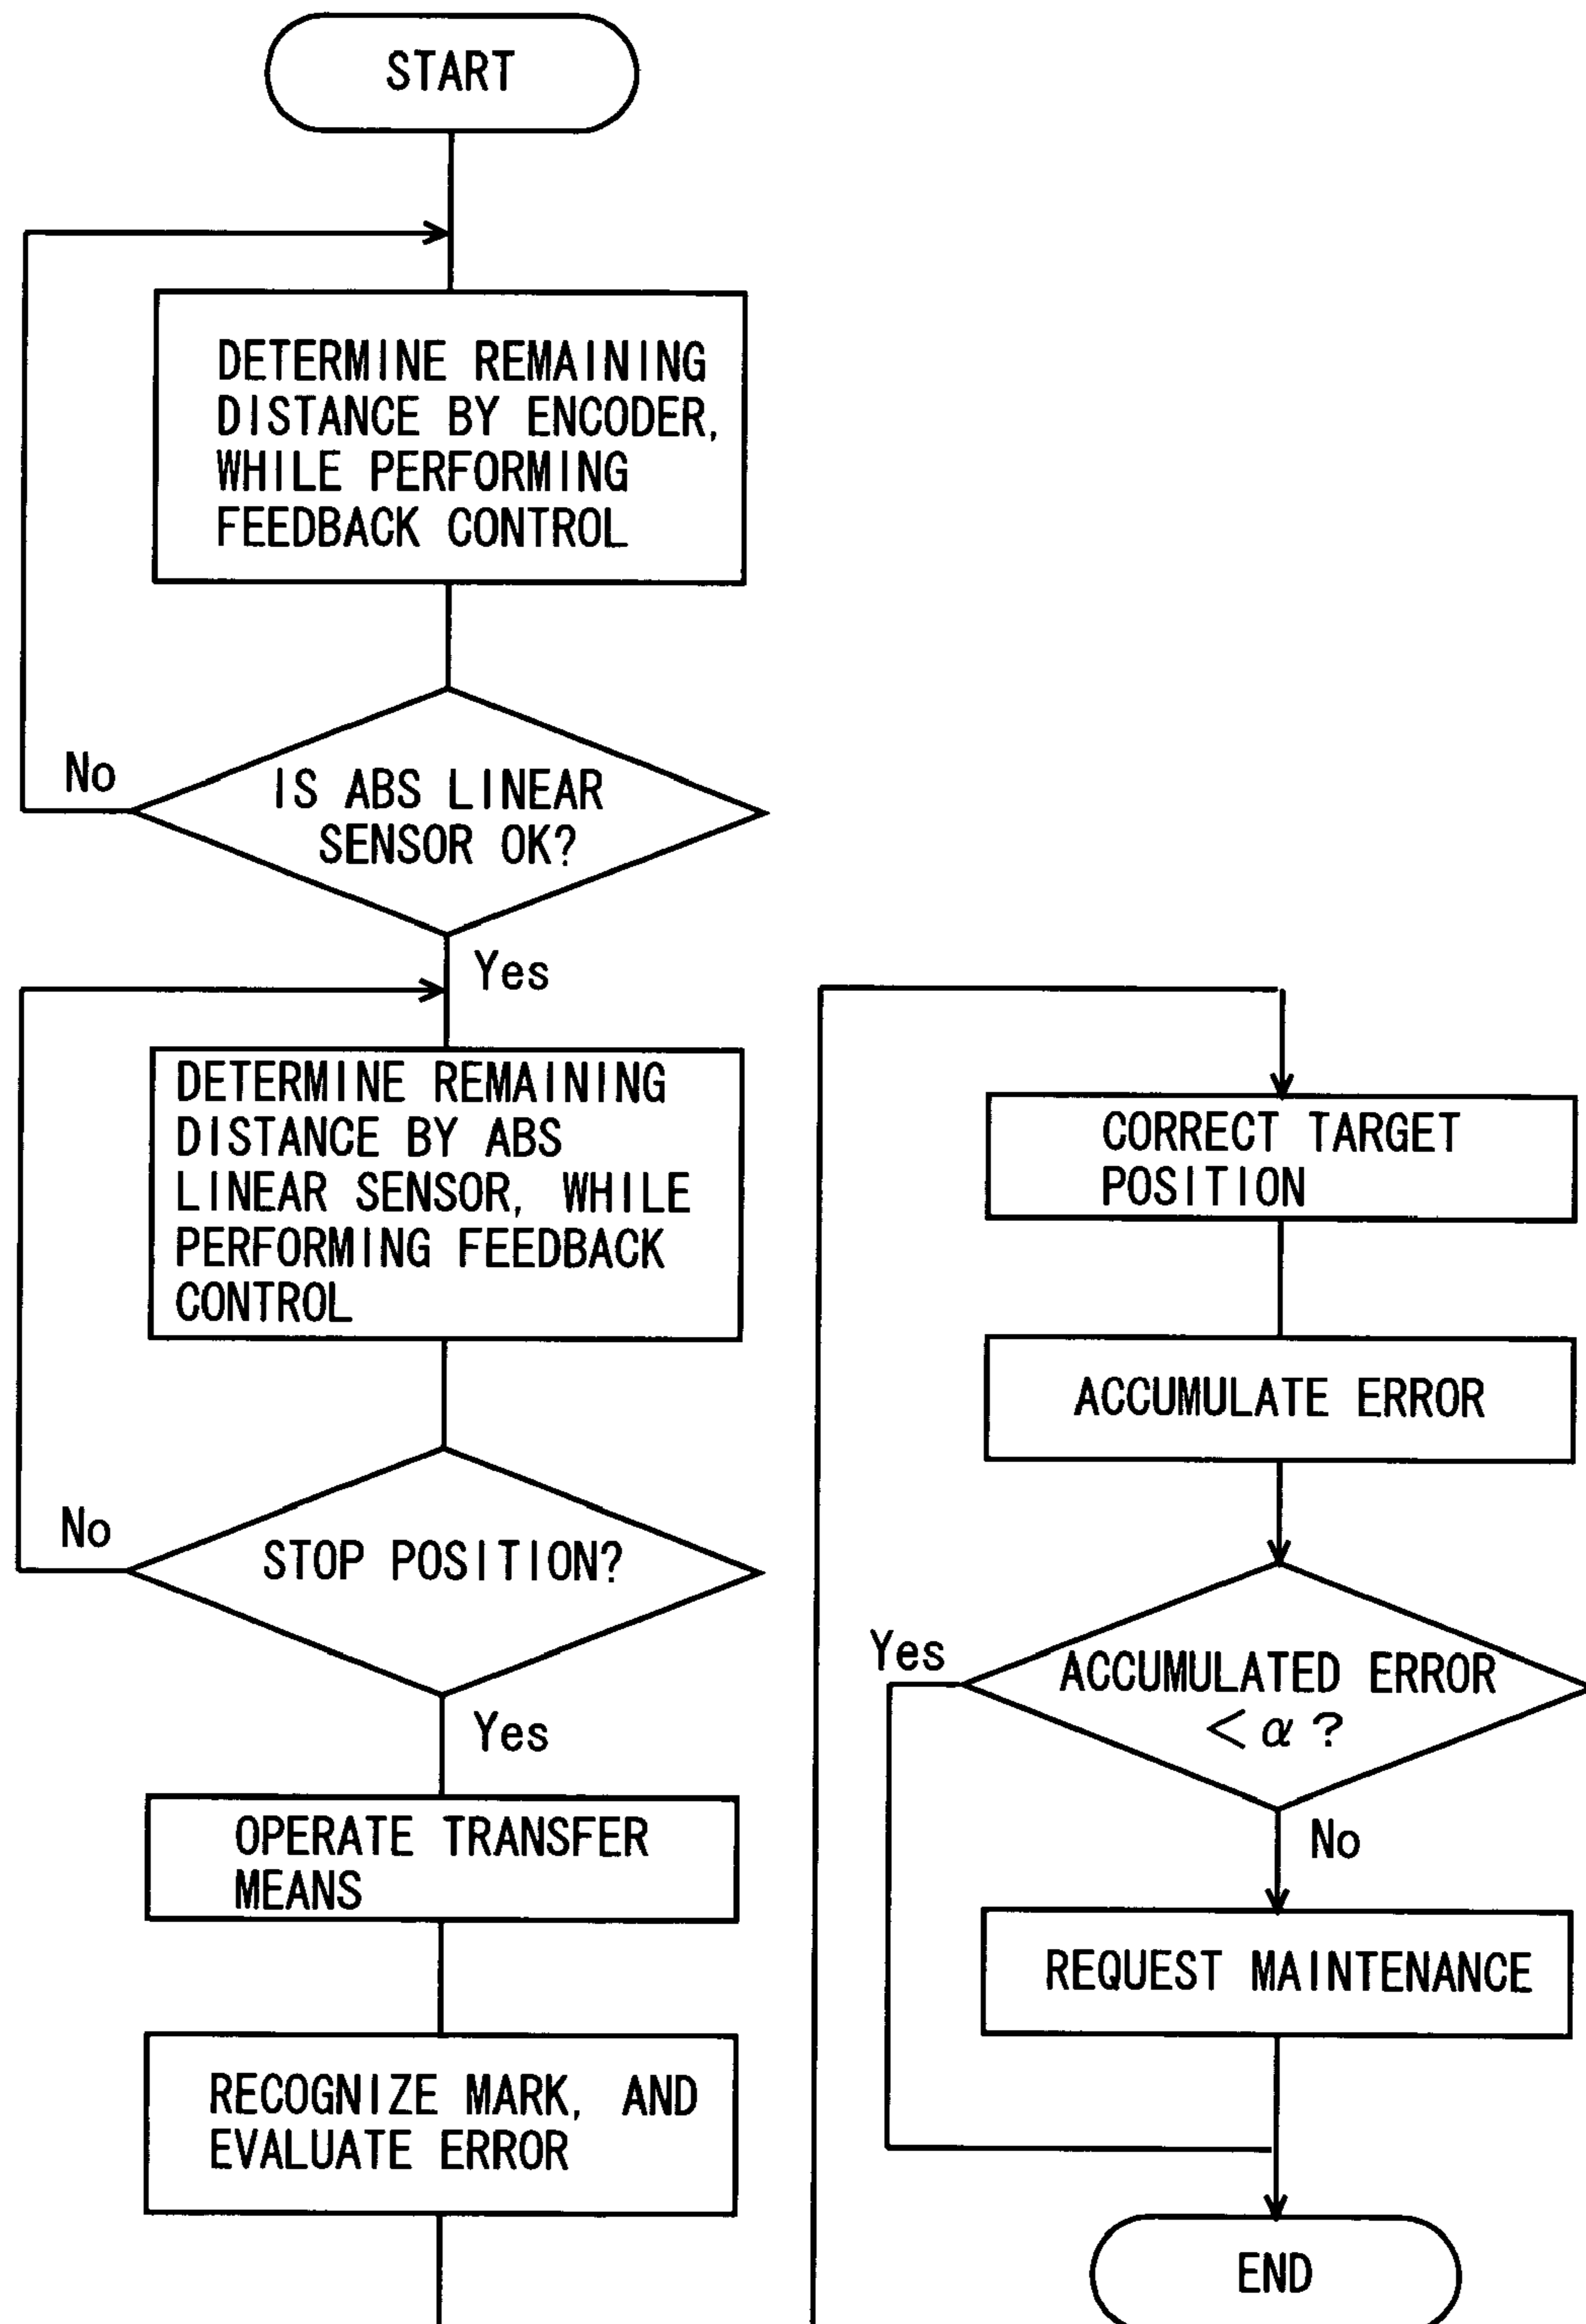 START
DETERMINE REMAINING
DISTANCE BY ENCODER,
WHILE PERFORMING
FEEDBACK CONTROL
No
IS ABS LINEAR
SENSOR OK?
Yes
DETERMINE REMAINING
DISTANCE BY ABS
LINEAR SENSOR, WHILE
PERFORMING FEEDBACK
CONTROL
No
STOP POSITION?
Yes
OPERATE TRANSFER
MEANS
RECOGNIZE MARK, AND
EVALUATE ERROR
CORRECT TARGET
POSITION
ACCUMULATE ERROR
Yes
ACCUMULATED ERROR
< α ?
No
REQUEST MAINTENANCE
END